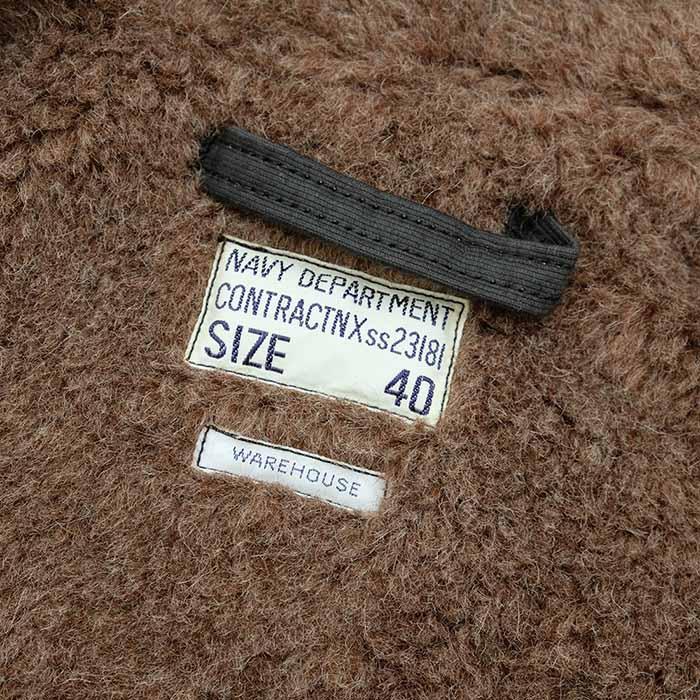 NAVY DEPARTMENT
CONTRACTNXss23181
SIZE 40
WAREHOUSE